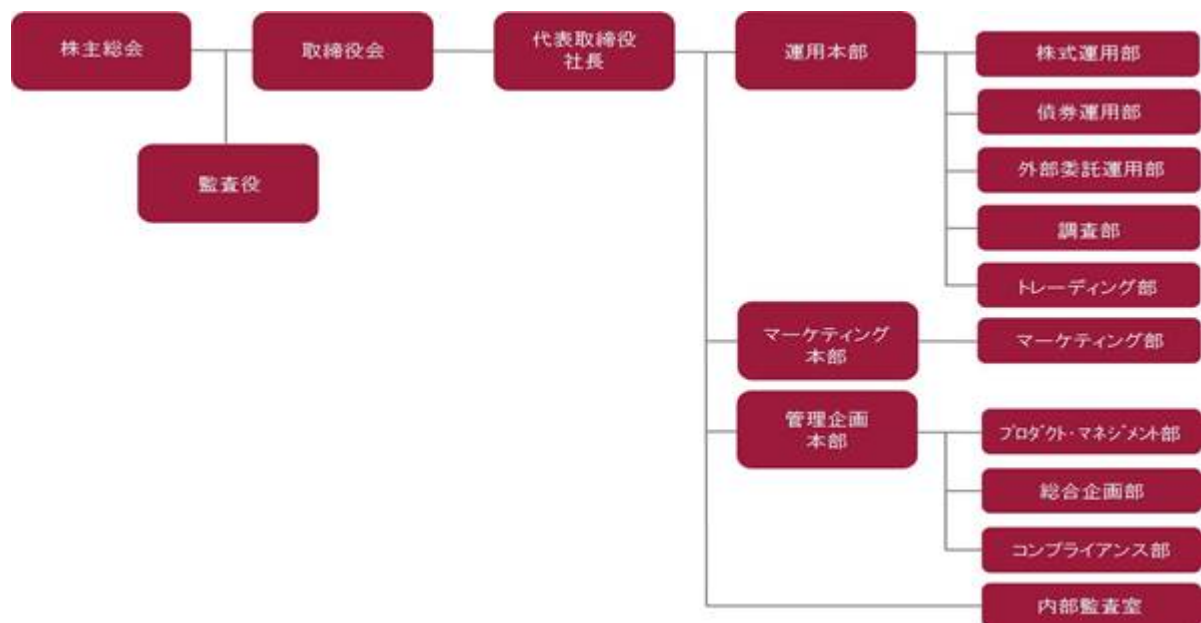 株主総会
取締役会
代表取締役
社長
運用本部
株式運用部
債券運用部
監査役
外部委託運用部
調査部
トレーディング部
マーケティング
本部
マーケティング部
管理企画
本部
プロダクト・マネジメント部
総合企画部
コンプライアンス部
内部監査室